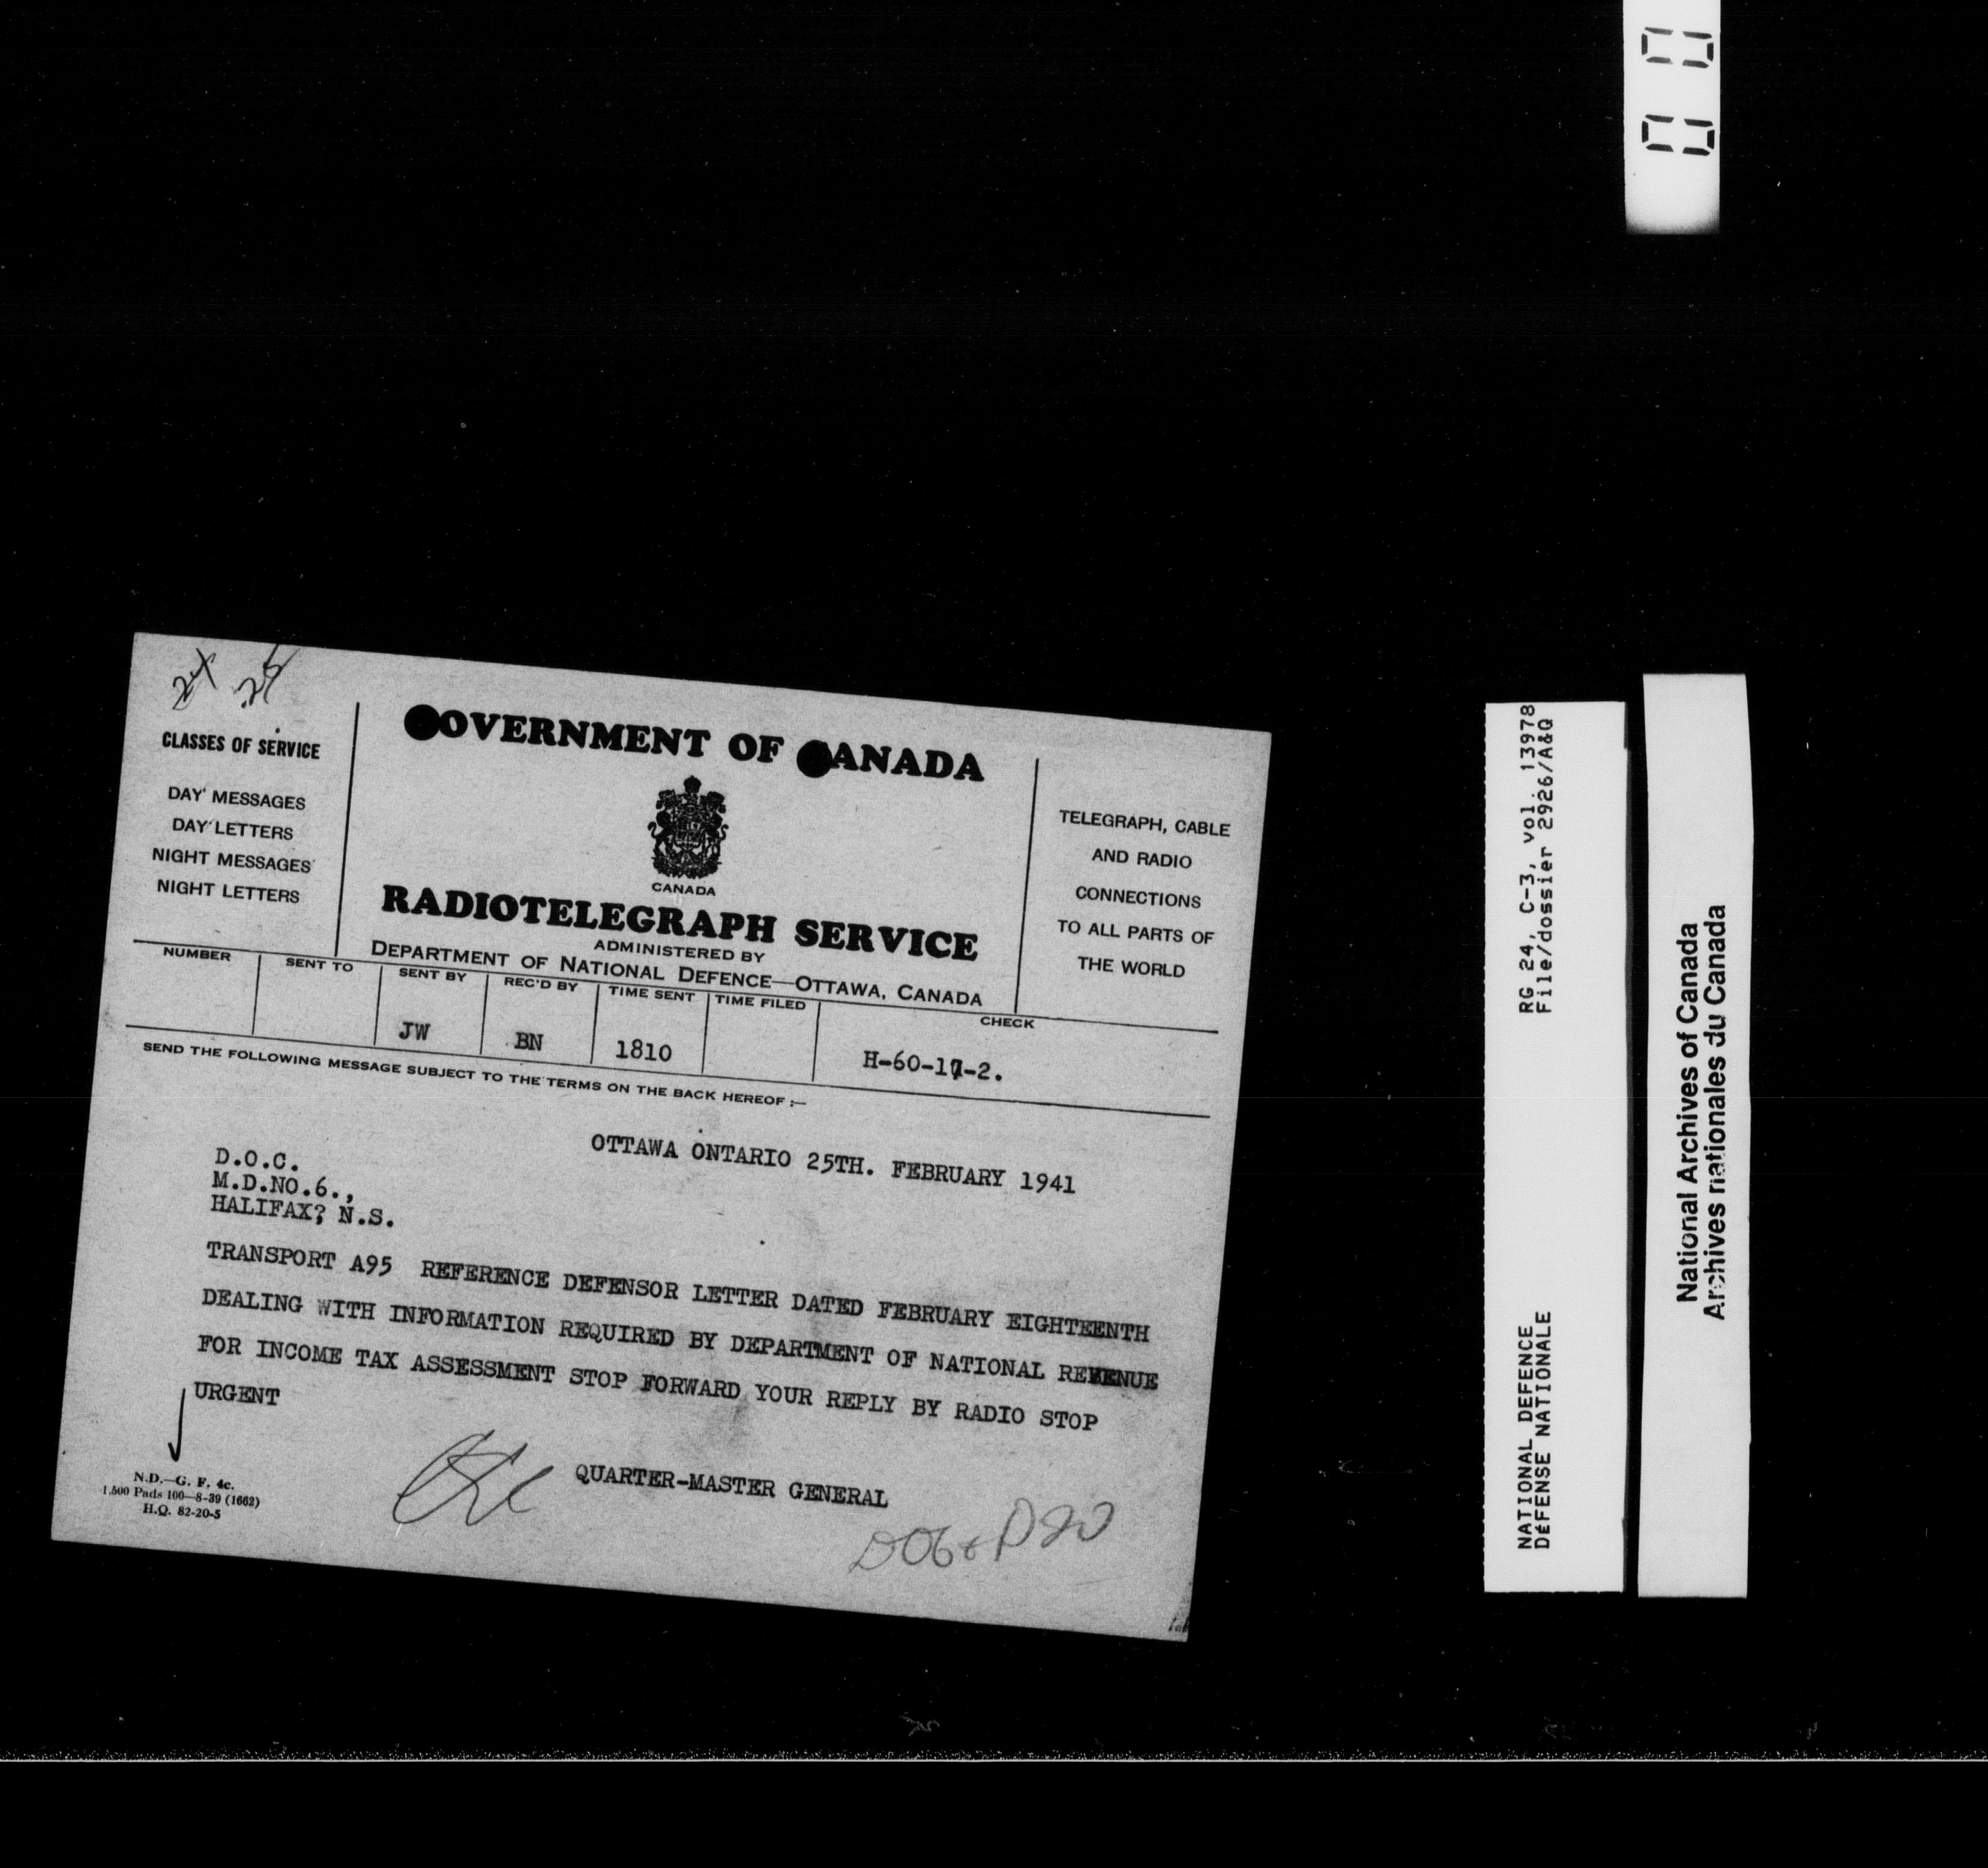 GOVERNMENT OF CANADA
CANADA
RADIOTELEGRAPH SERVICE
ADMINISTERED BY
DEPARTMENT OF NATIONAL DEFENCE—OTTAWA, CANADA
CLASSES OF SERVICE
DAY MESSAGES
DAY LETTERS
NIGHT MESSAGES
NIGHT LETTERS
TELEGRAPH, CABLE
AND RADIO
CONNECTIONS
TO ALL PARTS OF
THE WORLD
NUMBER SENT TO SENT BY REC'D BY TIME SENT TIME FILED CHECK
JW BN 1810 H-60-17-2.
SEND THE FOLLOWING MESSAGE SUBJECT TO THE TERMS ON THE BACK HEREOF :—
OTTAWA ONTARIO 25TH. FEBRUARY 1941
D.O.C.
M.D.NO.6.,
HALIFAX? N.S.
TRANSPORT A95 REFERENCE DEFENSOR LETTER DATED FEBRUARY EIGHTEENTH
DEALING WITH INFORMATION REQUIRED BY DEPARTMENT OF NATIONAL REVENUE
FOR INCOME TAX ASSESSMENT STOP FORWARD YOUR REPLY BY RADIO STOP
URGENT
QUARTER-MASTER GENERAL
N.D.—G. F. 4c.
1,500 Pads 100—8-39 (1662)
H.Q. 82-20-5
RG 24, C-3, vol. 13978
File/dossier 2926/A&Q
NATIONAL DEFENCE
DéFENSE NATIONALE
National Archives of Canada
Archives nationales du Canada